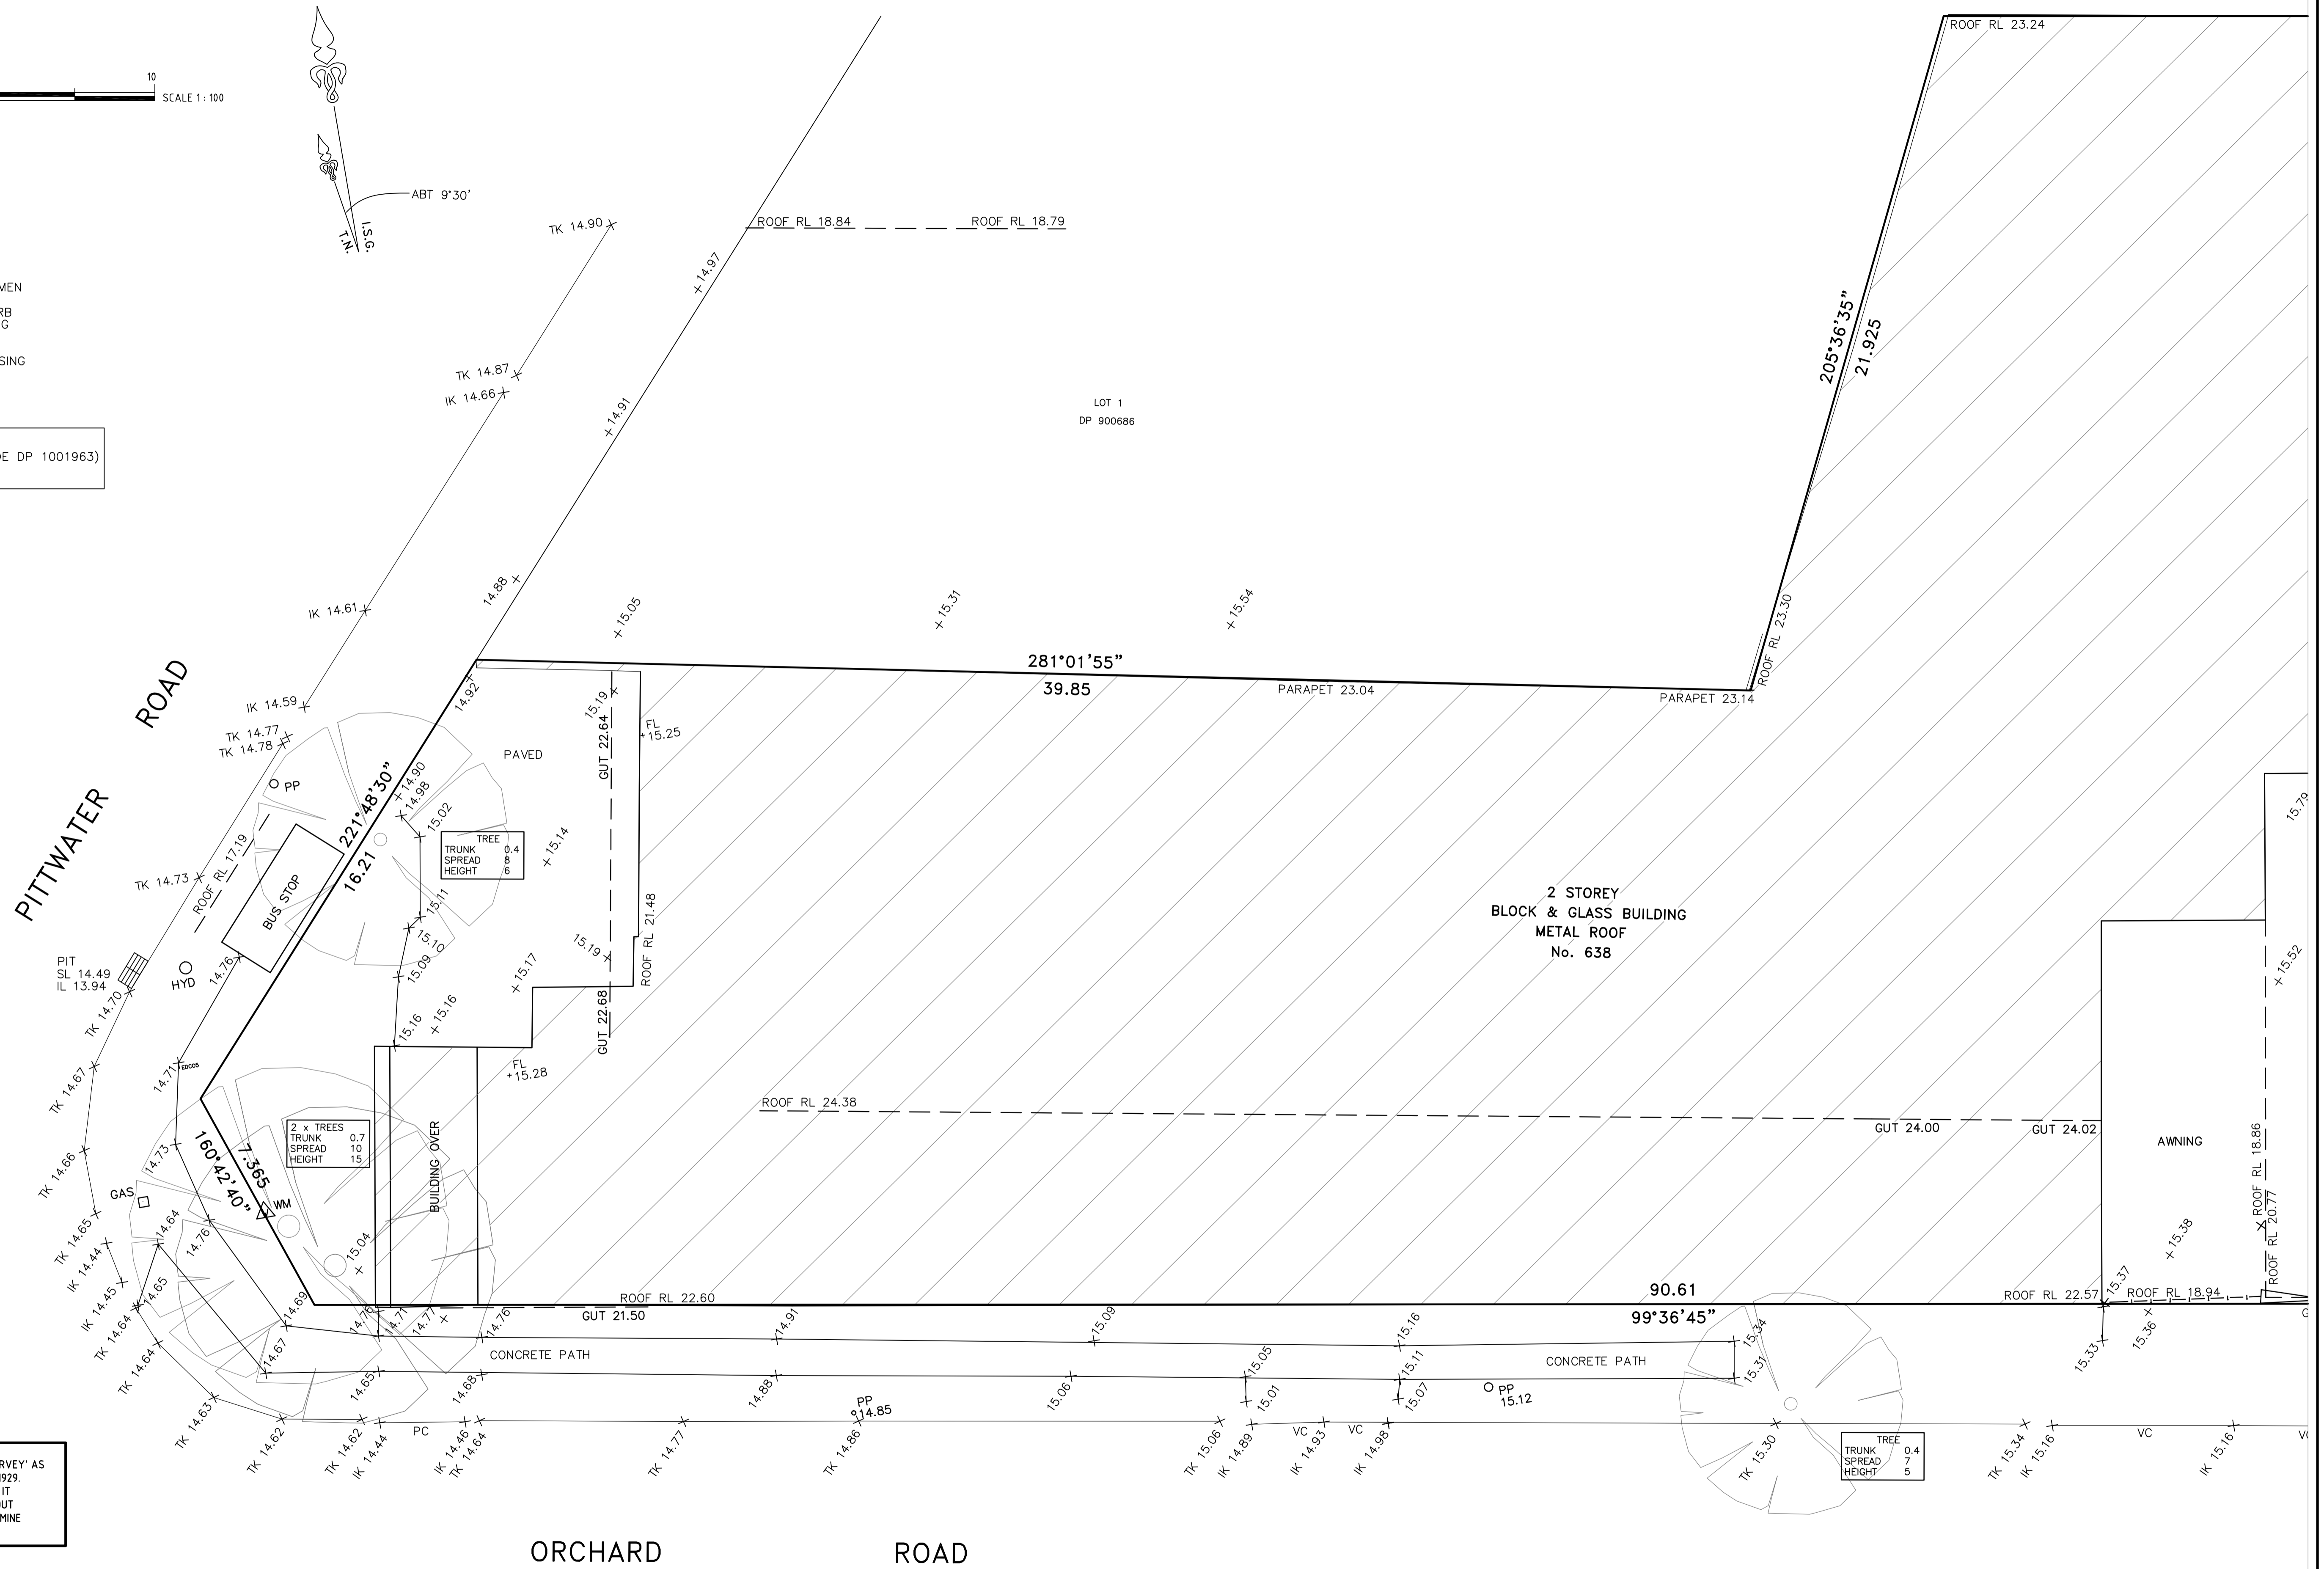 10
SCALE 1 : 100
ABT 9°30'
I.S.G.
T.N.
MEN
RB
G
SING
DE DP 1001963)
ROOF RL 23.24
TK 14.90
ROOF RL 18.84
ROOF RL 18.79
14.97
TK 14.87
IK 14.66
14.91
LOT 1
DP 900686
205°36'35"
21.925
IK 14.61
14.88
15.05
15.31
15.54
ROOF RL 23.30
281°01'55"
39.85
PARAPET 23.04
PARAPET 23.14
PITTWATER
ROAD
IK 14.59
TK 14.77
TK 14.78
PP
14.92
15.19
GUT 22.64
FL
15.25
PAVED
221°48'30"
16.21
14.90
14.98
15.02
TREE
TRUNK 0.4
SPREAD 8
HEIGHT 6
15.14
TK 14.73
ROOF RL 17.19
BUS STOP
15.11
15.10
15.09
15.19
ROOF RL 21.48
15.17
15.16
15.16
GUT 22.68
PIT
SL 14.49
IL 13.94
HYD
14.76
TK 14.70
TK 14.67
14.71
EDCOS
FL
15.28
2 STOREY
BLOCK & GLASS BUILDING
METAL ROOF
No. 638
15.79
15.52
ROOF RL 24.38
GUT 24.00
GUT 24.02
AWNING
ROOF RL 18.86
ROOF RL 20.77
15.38
2 x TREES
TRUNK 0.7
SPREAD 10
HEIGHT 15
BUILDING OVER
7.365
160°42'40"
WM
14.73
TK 14.66
GAS
14.64
14.76
TK 14.65
IK 14.44
IK 14.45
14.65
TK 14.64
TK 14.64
15.04
14.69
14.67
14.76
14.71
14.77
14.76
ROOF RL 22.60
GUT 21.50
90.61
99°36'45"
ROOF RL 22.57
15.37
ROOF RL 18.94
15.36
15.33
14.91
15.09
15.16
15.34
CONCRETE PATH
CONCRETE PATH
14.65
14.68
14.88
15.06
15.05
15.01
15.11
15.07
15.31
PP
14.85
PP
15.12
TK 14.63
TK 14.62
TK 14.62
IK 14.44
PC
IK 14.46
TK 14.64
TK 14.77
TK 14.86
TK 15.06
IK 14.89
VC
IK 14.93
VC
IK 14.98
TK 15.30
TREE
TRUNK 0.4
SPREAD 7
HEIGHT 5
TK 15.34
IK 15.16
VC
IK 15.16
RVEY' AS
1929.
IT
OUT
MINE
ORCHARD ROAD